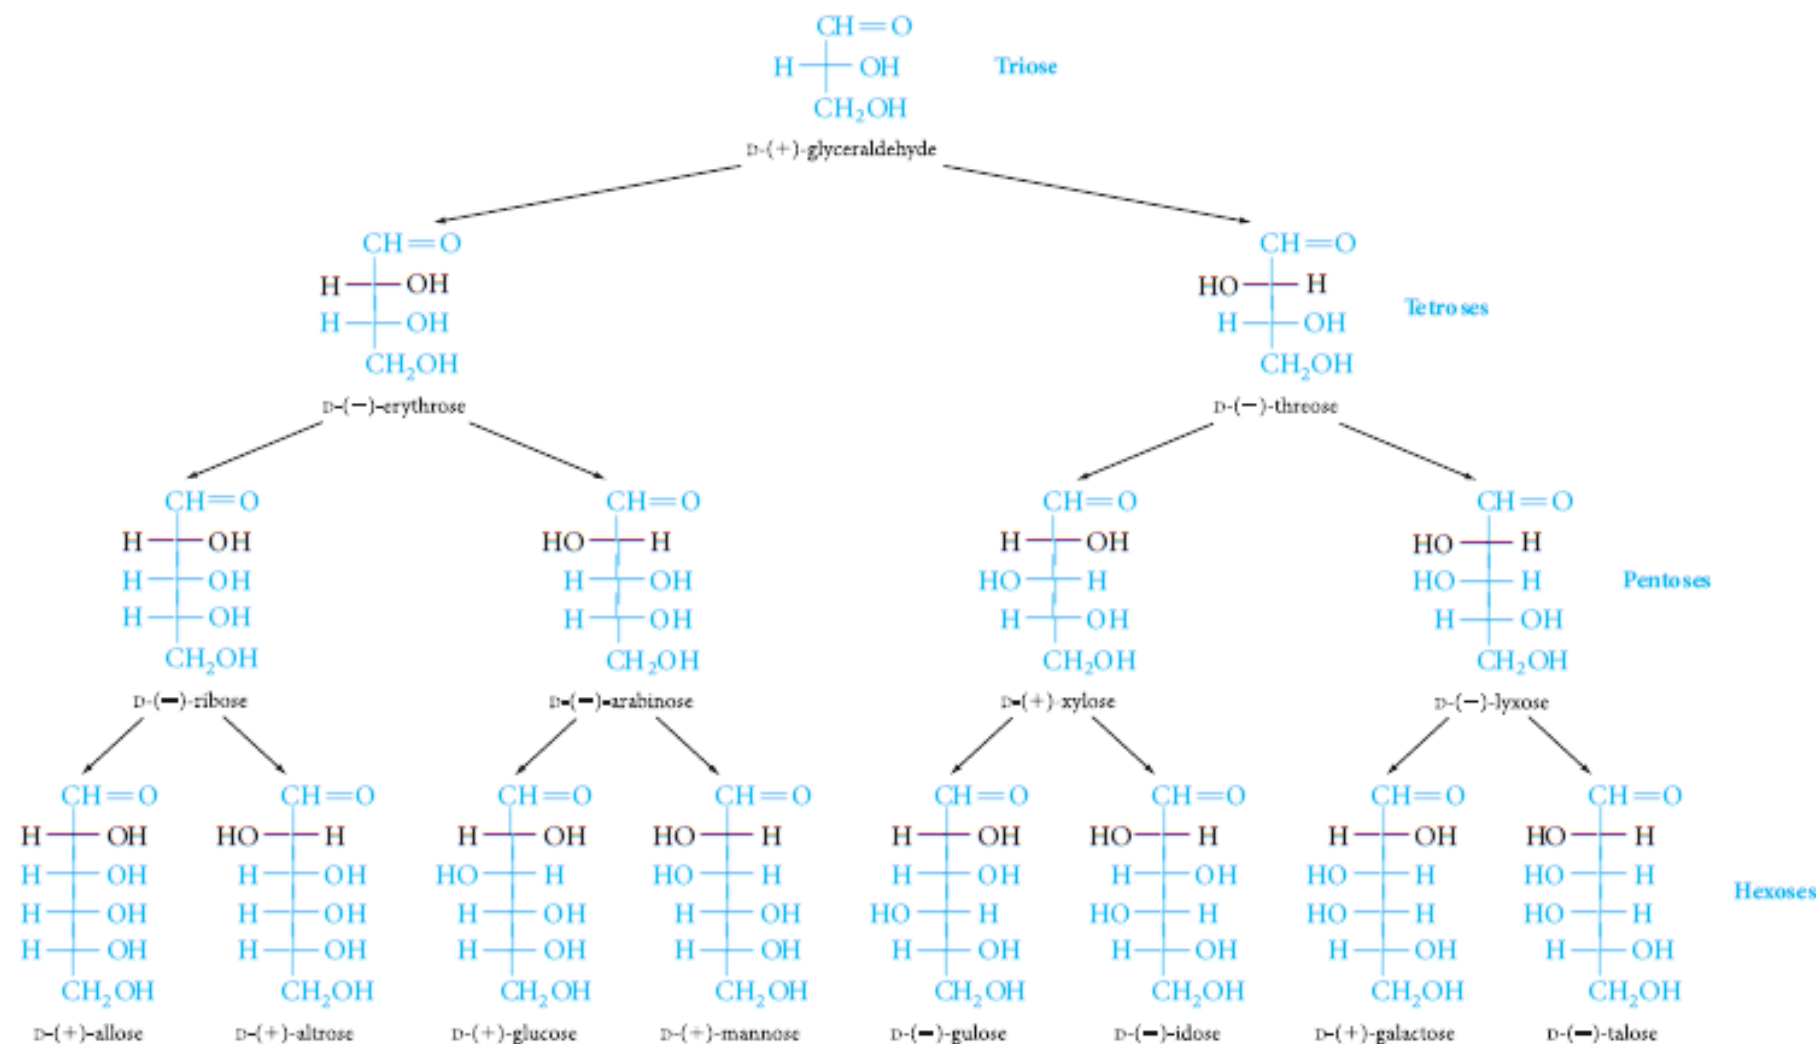 CH=O
H OH Triose
CH₂OH
D-(+)-glyceraldehyde
CH=O CH=O
H OH HO H
H OH H OH Tetroses
CH₂OH CH₂OH
D-(−)-erythrose D-(−)-threose
CH=O CH=O CH=O CH=O
H OH HO H H OH HO H
H OH H OH HO H HO H Pentoses
H OH H OH H OH H OH
CH₂OH CH₂OH CH₂OH CH₂OH
D-(−)-ribose D-(−)-arabinose D-(+)-xylose D-(−)-lyxose
CH=O CH=O CH=O CH=O CH=O CH=O CH=O CH=O
H OH HO H H OH HO H H OH HO H H OH HO H
H OH H OH HO H HO H H OH H OH HO H HO H Hexoses
H OH H OH H OH H OH HO H HO H HO H HO H
H OH H OH H OH H OH H OH H OH H OH H OH
CH₂OH CH₂OH CH₂OH CH₂OH CH₂OH CH₂OH CH₂OH CH₂OH
D-(+)-allose D-(+)-altrose D-(+)-glucose D-(+)-mannose D-(−)-gulose D-(−)-idose D-(+)-galactose D-(−)-talose